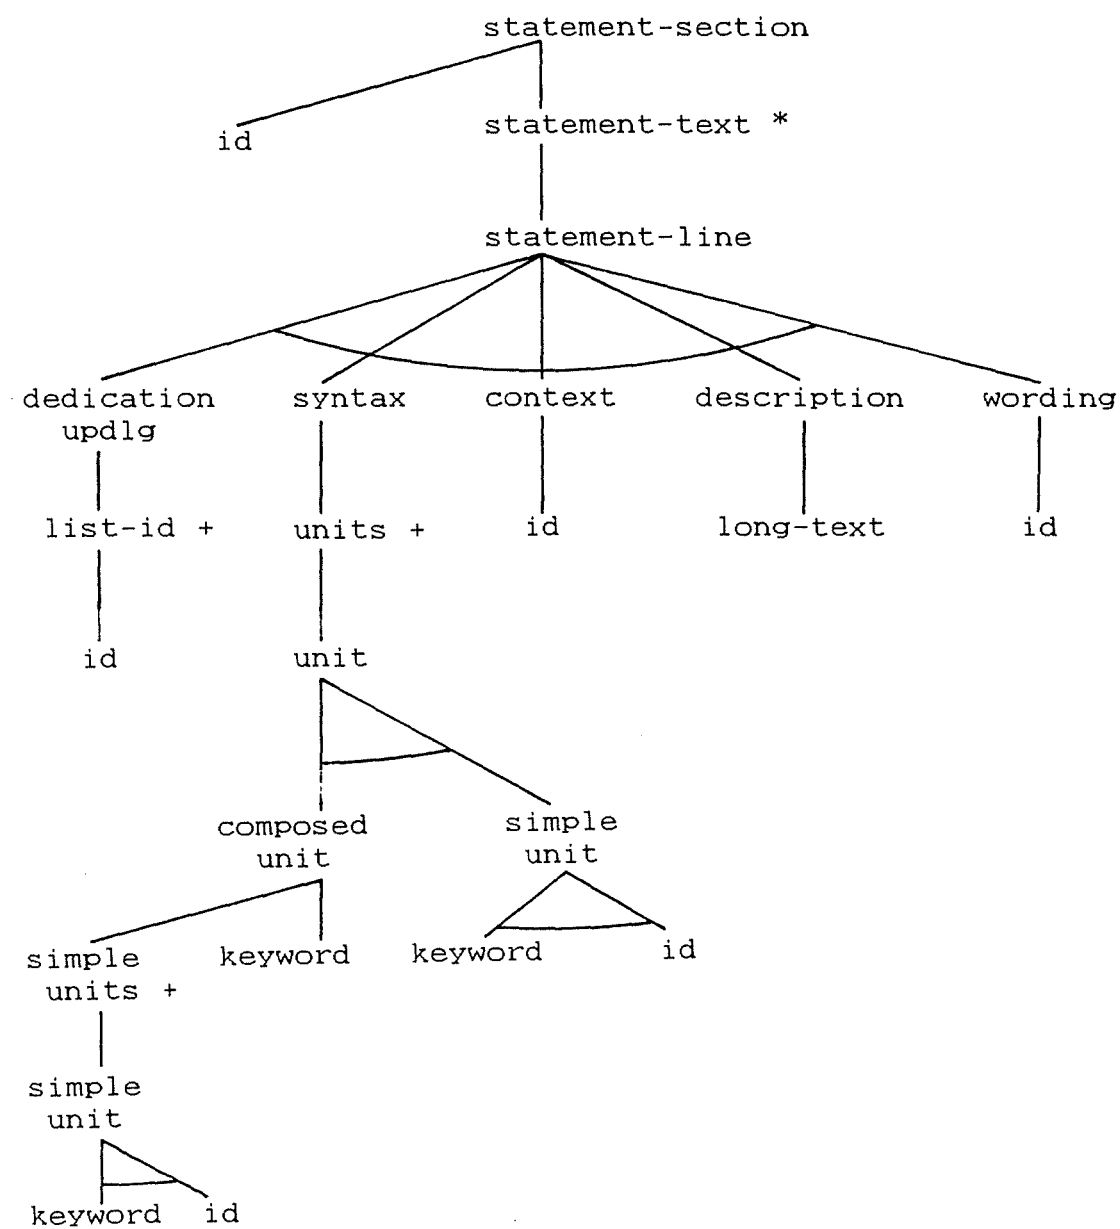 statement-section
id
statement-text *
statement-line
dedication syntax context description wording
updlg
list-id + units + id long-text id
id unit
composed simple
unit unit
simple keyword keyword id
units +
simple
unit
keyword id